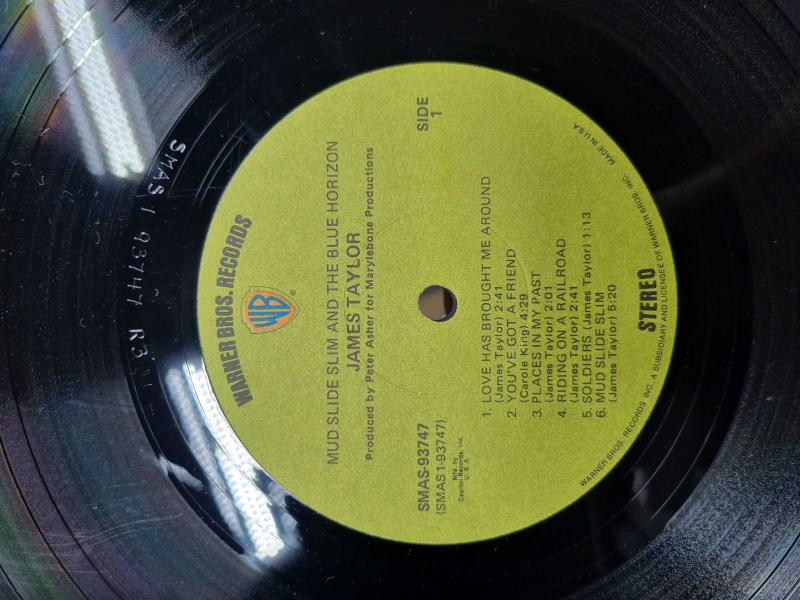 WARNER BROS. RECORDS
WB
®
MUD SLIDE SLIM AND THE BLUE HORIZON
JAMES TAYLOR
Produced by Peter Asher for Marylebone Productions
SMAS-93747
(SMAS1-93747)
Mfg. by
Capitol Records, Inc.
U.S.A.
SIDE
1
1. LOVE HAS BROUGHT ME AROUND
(James Taylor) 2:41
2. YOU'VE GOT A FRIEND
(Carole King) 4:29
3. PLACES IN MY PAST
(James Taylor) 2:01
4. RIDING ON A RAILROAD
(James Taylor) 2:41
5. SOLDIERS (James Taylor) 1:13
6. MUD SLIDE SLIM
(James Taylor) 5:20
STEREO
WARNER BROS. RECORDS INC. A SUBSIDIARY AND LICENSEE OF WARNER BROS. INC. MADE IN U.S.A.
SMAS 1 93747